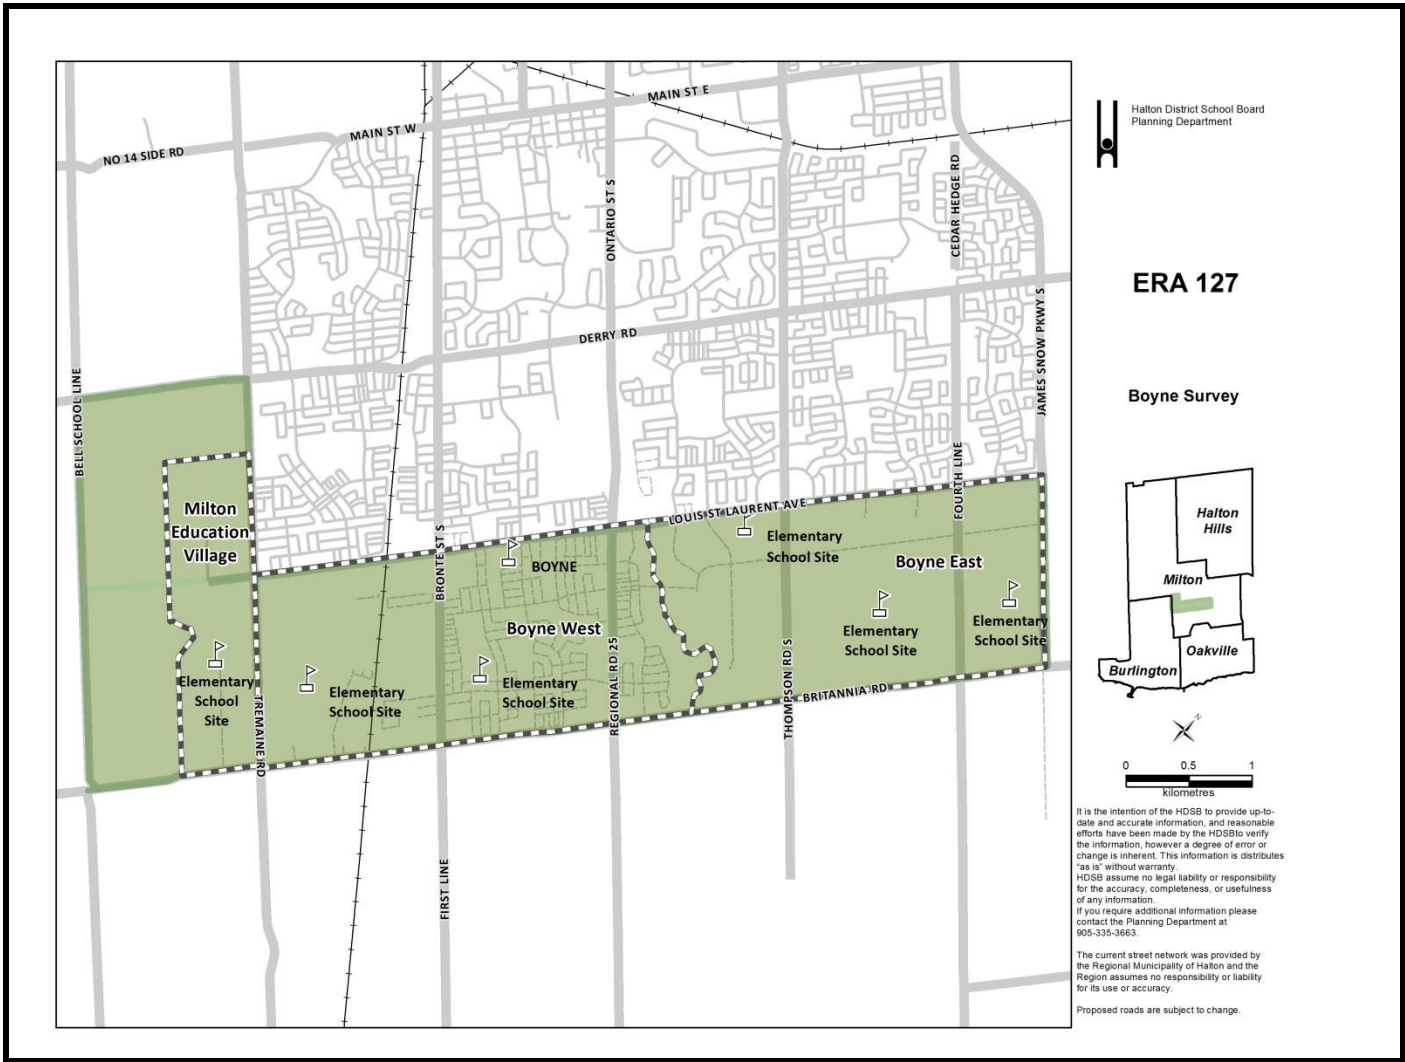 Halton District School Board
Planning Department
ERA 127
Boyne Survey
MAIN ST E
MAIN ST W
NO 14 SIDE RD
CEDAR HEDGE RD
ONTARIO ST S
JAMES SNOW PKWY S
DERRY RD
BELL SCHOOL LINE
FOURTH LINE
LOUIS ST LAURENT AVE
BRONTE ST S
Milton
Education
Village
Elementary
School Site
BOYNE
Boyne East
Boyne West
Elementary
School Site
Elementary
School Site
REGIONAL RD 25
THOMPSON RD S
Elementary
School
Site
Elementary
School Site
Elementary
School Site
TREMAINE RD
BRITANNIA RD
FIRST LINE
Halton
Hills
Milton
Oakville
Burlington
N
0 0.5 1
kilometres
It is the intention of the HDSB to provide up-to-
date and accurate information, and reasonable
efforts have been made by the HDSBto verify
the information, however a degree of error or
change is inherent. This information is distributes
"as is" without warranty.
HDSB assume no legal liability or responsibility
for the accuracy, completeness, or usefulness
of any information.
If you require additional information please
contact the Planning Department at
905-335-3663.
The current street network was provided by
the Regional Municipality of Halton and the
Region assumes no responsibility or liability
for its use or accuracy.
Proposed roads are subject to change.